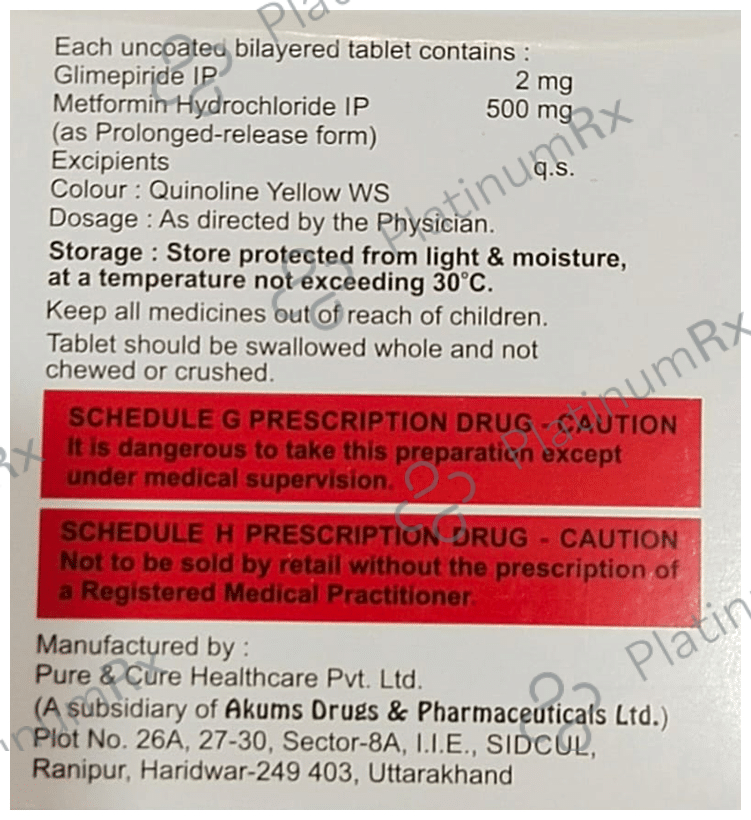 Each uncoated bilayered tablet contains :
Glimepiride IP 2 mg
Metformin Hydrochloride IP 500 mg
(as Prolonged-release form)
Excipients q.s.
Colour : Quinoline Yellow WS
Dosage : As directed by the Physician.
Storage : Store protected from light & moisture,
at a temperature not exceeding 30°C.
Keep all medicines out of reach of children.
Tablet should be swallowed whole and not
chewed or crushed.
SCHEDULE G PRESCRIPTION DRUG - CAUTION
It is dangerous to take this preparation except
under medical supervision.
SCHEDULE H PRESCRIPTION DRUG - CAUTION
Not to be sold by retail without the prescription of
a Registered Medical Practitioner
Manufactured by :
Pure & Cure Healthcare Pvt. Ltd.
(A subsidiary of Akums Drugs & Pharmaceuticals Ltd.)
Plot No. 26A, 27-30, Sector-8A, I.I.E., SIDCUL,
Ranipur, Haridwar-249 403, Uttarakhand
PlatinumRx
PlatinumRx